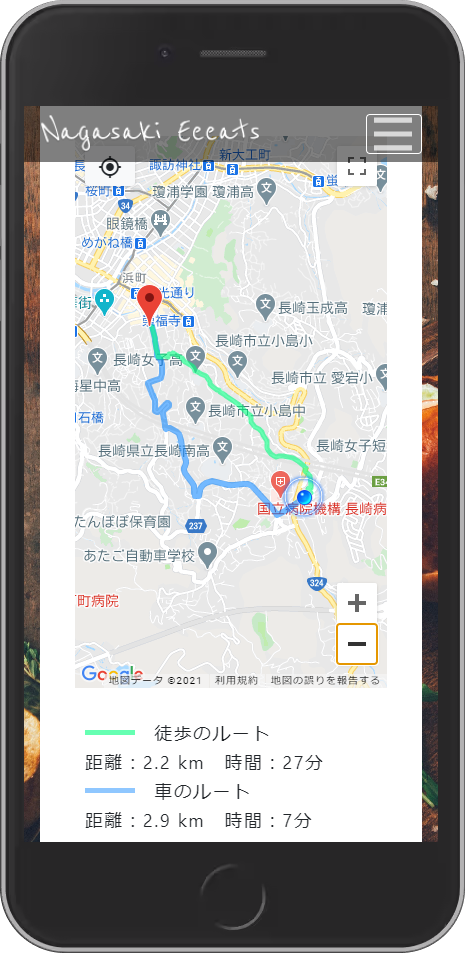 Nagasaki Eeeats
新大工町
諏訪神社
桜町
瓊浦学園 瓊浦高
蛍
34
眼鏡橋
めがね橋
浜町
光通り
街
崇福寺
長崎玉成高
瓊浦
長崎市立小島小
長崎女子高
海星中高
長崎市立 愛宕小
長崎市立小島中
石橋
長崎県立長崎南高
長崎女子短
E34
国立病院機構 長崎病
たんぽぽ保育園
237
あたご自動車学校
324
町病院
+
−
Google
地図データ ©2021 利用規約 地図の誤りを報告する
徒歩のルート
距離：2.2 km 時間：27分
車のルート
距離：2.9 km 時間：7分